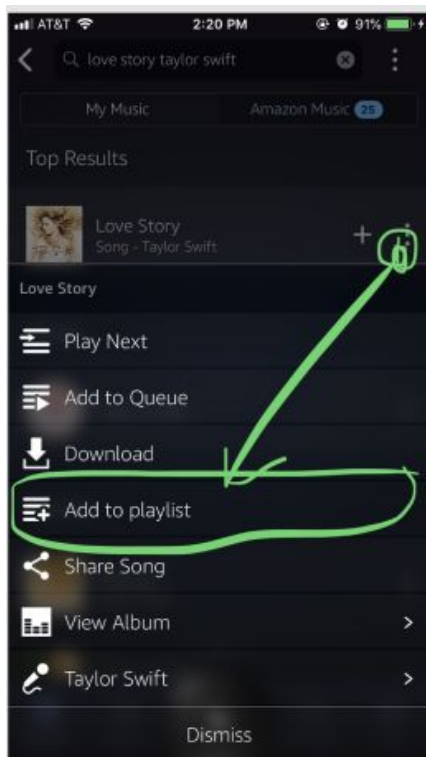 AT&T 2:20 PM 91%
love story taylor swift
My Music Amazon Music 25
Top Results
Love Story
Song - Taylor Swift
Love Story
Play Next
Add to Queue
Download
Add to playlist
Share Song
View Album
Taylor Swift
Dismiss